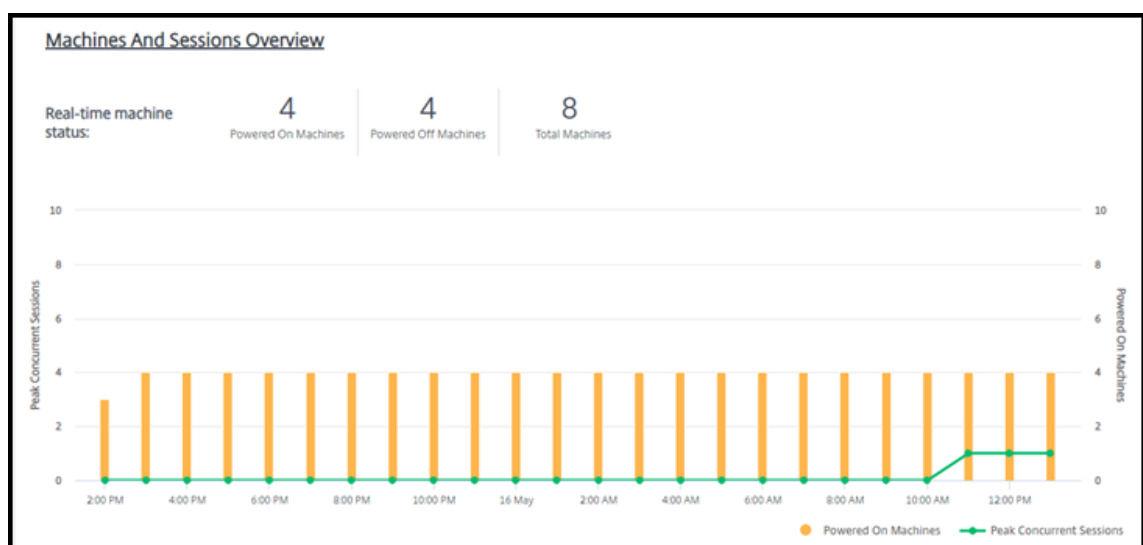 Machines And Sessions Overview
Real-time machine status:
4
Powered On Machines
4
Powered Off Machines
8
Total Machines
10
8
6
4
2
0
Peak Concurrent Sessions
10
8
6
4
2
0
Powered On Machines
2:00 PM 4:00 PM 6:00 PM 8:00 PM 10:00 PM 16 May 2:00 AM 4:00 AM 6:00 AM 8:00 AM 10:00 AM 12:00 PM
Powered On Machines Peak Concurrent Sessions